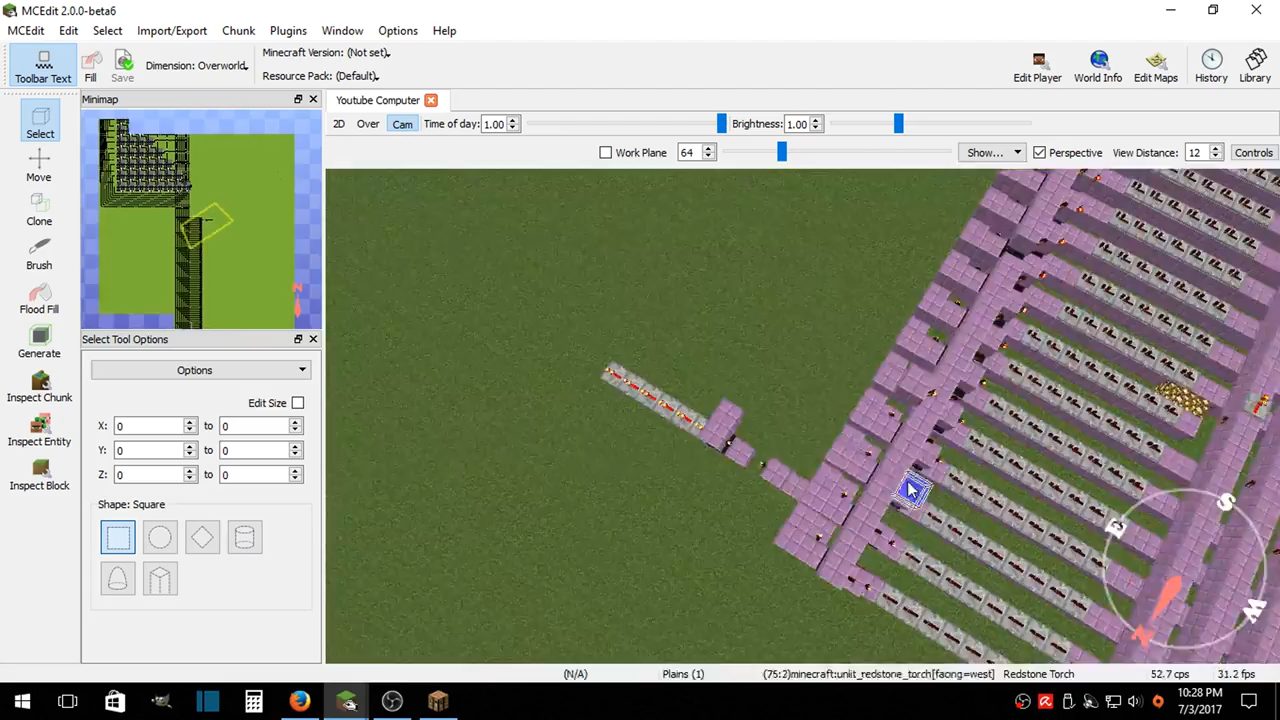 MCEdit 2.0.0-beta6
MCEdit Edit Select Import/Export Chunk Plugins Window Options Help
Toolbar Text
Fill
Save
Dimension: Overworld
Minecraft Version: (Not set)
Resource Pack: (Default)
Edit Player
World Info
Edit Maps
History
Library
Select
Move
Clone
Brush
Flood Fill
Generate
Inspect Chunk
Inspect Entity
Inspect Block
Minimap
N
Select Tool Options
Options
Edit Size
X: 0 to 0
Y: 0 to 0
Z: 0 to 0
Shape: Square
Youtube Computer
2D Over Cam Time of day: 1.00 Brightness: 1.00
Work Plane 64 Show... Perspective View Distance: 12 Controls
S
E
W
N
(N/A) Plains (1) (75:2)minecraft:unlit_redstone_torch[facing=west] Redstone Torch 52.7 cps 31.2 fps
10:28 PM
7/3/2017